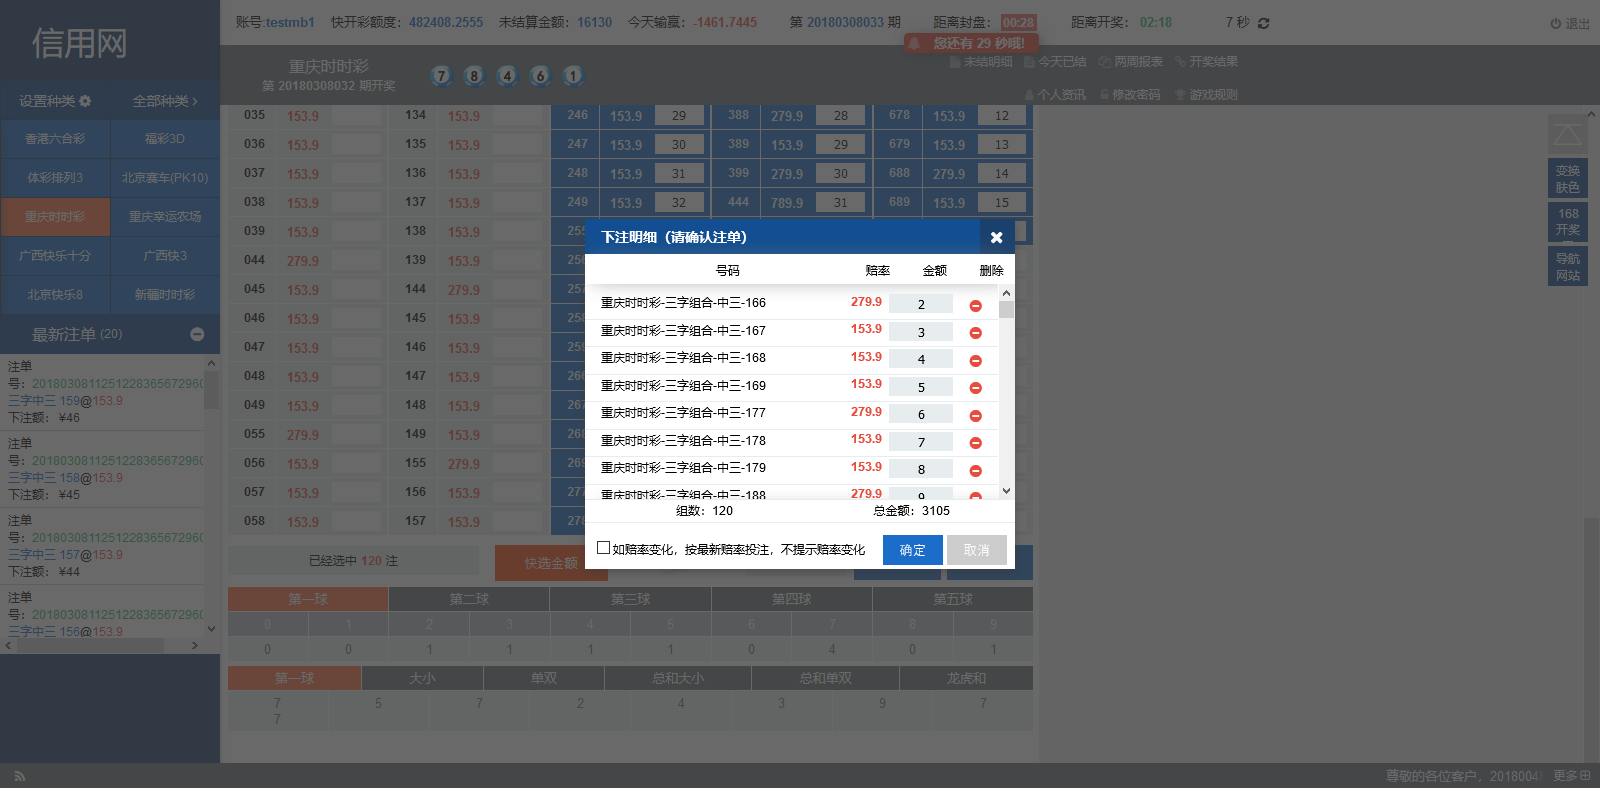 信用网
账号:testmb1 快开彩额度：482408.2555 未结算金额：16130 今天输赢：-1461.7445 第 20180308033 期 距离封盘：00:28 距离开奖：02:18 7 秒 退出
您还有 29 秒哦!
重庆时时彩
第 20180308032 期开奖
7 8 4 6 1
未结明细 今天已结 两周报表 开奖结果
个人资讯 修改密码 游戏规则
设置种类 全部种类
香港六合彩 福彩3D
体彩排列3 北京赛车(PK10)
重庆时时彩 重庆幸运农场
广西快乐十分 广西快3
北京快乐8 新疆时时彩
最新注单 (20)
注单
号：20180308112512283656729​60
三字中三 159@153.9
下注额： ¥46
注单
号：2018030811251228365672960
三字中三 158@153.9
下注额： ¥45
注单
号：2018030811251228365672960
三字中三 157@153.9
下注额： ¥44
注单
号：2018030811251228365672960
三字中三 156@153.9
035 153.9 134 153.9 246 153.9 29 388 279.9 28 678 153.9 12
036 153.9 135 153.9 247 153.9 30 389 153.9 29 679 153.9 13
037 153.9 136 153.9 248 153.9 31 399 279.9 30 688 279.9 14
038 153.9 137 153.9 249 153.9 32 444 789.9 31 689 153.9 15
039 153.9 138 153.9 255
044 279.9 139 153.9
045 153.9 144 279.9 257
046 153.9 145 153.9
047 153.9 146 153.9 259
048 153.9 147 153.9
049 153.9 148 153.9 267
055 279.9 149 153.9
056 153.9 155 279.9 269
057 153.9 156 153.9 277
058 153.9 157 153.9
下注明细（请确认注单）
号码 赔率 金额 删除
重庆时时彩-三字组合-中三-166 279.9 2
重庆时时彩-三字组合-中三-167 153.9 3
重庆时时彩-三字组合-中三-168 153.9 4
重庆时时彩-三字组合-中三-169 153.9 5
重庆时时彩-三字组合-中三-177 279.9 6
重庆时时彩-三字组合-中三-178 153.9 7
重庆时时彩-三字组合-中三-179 153.9 8
重庆时时彩-三字组合-中三-188 279.9 9
组数：120 总金额：3105
如赔率变化，按最新赔率投注，不提示赔率变化 确定 取消
已经选中 120 注 快选金额
第一球 第二球 第三球 第四球 第五球
0 1 2 3 4 5 6 7 8 9
0 0 1 1 1 1 0 4 0 1
第一球 大小 单双 总和大小 总和单双 龙虎和
7 5 7 2 4 3 9 7
7
变换
肤色
168
开奖
导航
网站
尊敬的各位客户，2018004 更多